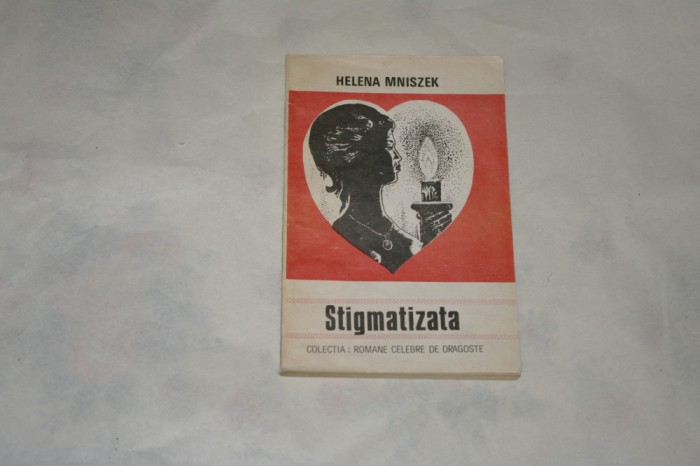 HELENA MNISZEK
Stigmatizata
COLECTIA : ROMANE CELEBRE DE DRAGOSTE